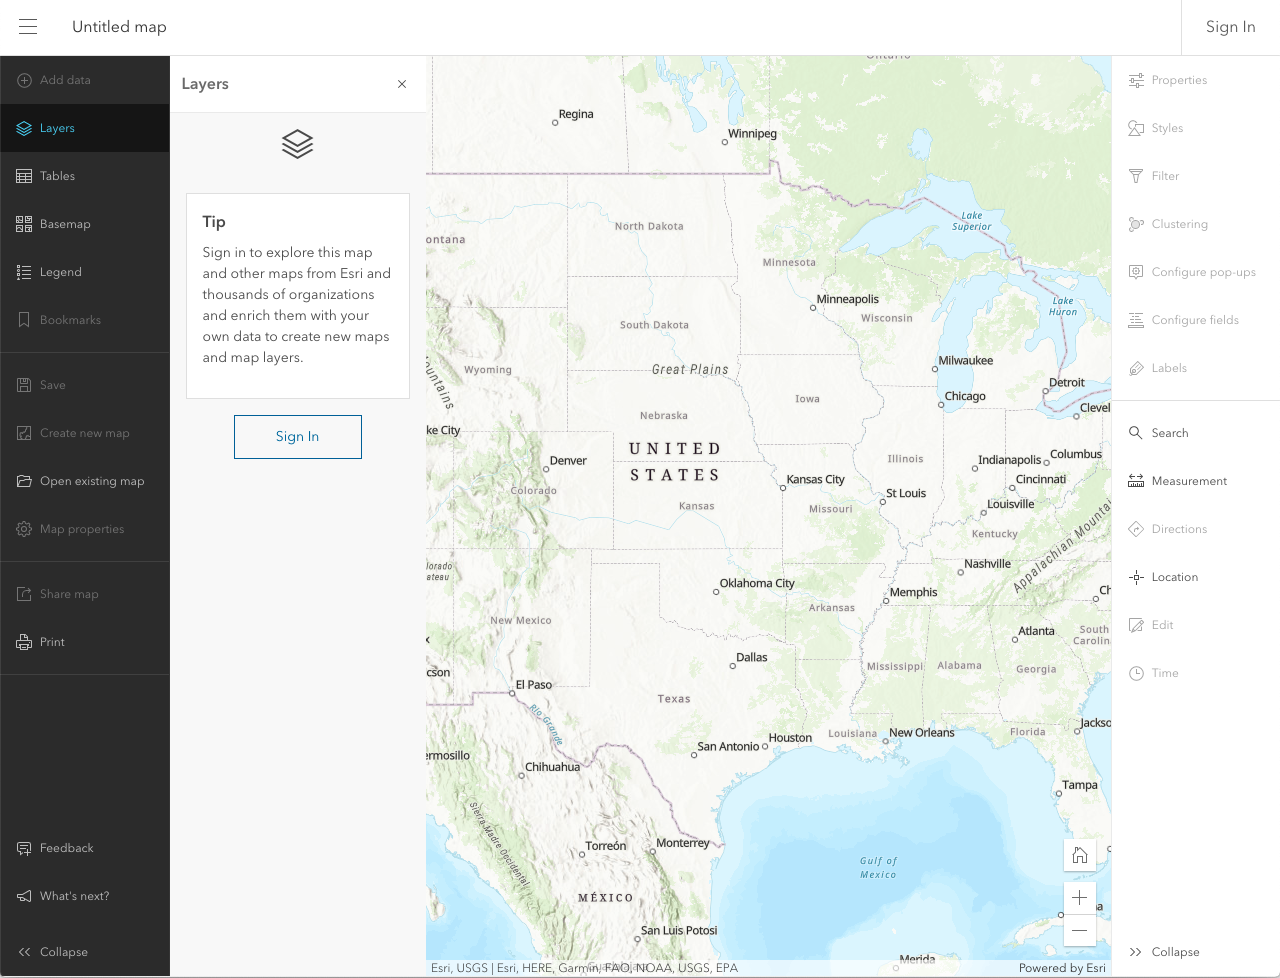 Untitled map
Sign In
Add data
Layers
Tables
Basemap
Legend
Bookmarks
Save
Create new map
Open existing map
Map properties
Share map
Print
Feedback
What's next?
Collapse
Layers
Tip
Sign in to explore this map
and other maps from Esri and
thousands of organizations
and enrich them with your
own data to create new maps
and map layers.
Sign In
Ontario
Regina
Winnipeg
Lake
Superior
North Dakota
ontana
Minnesota
Minneapolis
Lake
Huron
Wisconsin
South Dakota
Milwaukee
Great Plains
Wyoming
ountains
Detroit
Chicago
Iowa
Clevel
Nebraska
ke City
UNITED
STATES
Denver
Illinois
Indianapolis
Columbus
Colorado
Kansas City
Cincinnati
St Louis
Kansas
Missouri
Louisville
Kentucky
Appalachian Mountai
lorado
ateau
Nashville
Oklahoma City
Memphis
Ch
Arkansas
New Mexico
Atlanta
South
Carolin
Dallas
Mississippi
Alabama
Georgia
cson
El Paso
Texas
Rio Grande
Jackso
Houston
Louisiana
New Orleans
Florida
San Antonio
ermosillo
Chihuahua
Tampa
Sierra Madre Occidental
Torreón
Monterrey
Gulf of
Mexico
MÉXICO
a
San Luis Potosi
Merida
Esri, USGS | Esri, HERE, Garmin, FAO, NOAA, USGS, EPA
Powered by Esri
Properties
Styles
Filter
Clustering
Configure pop-ups
Configure fields
Labels
Search
Measurement
Directions
Location
Edit
Time
Collapse